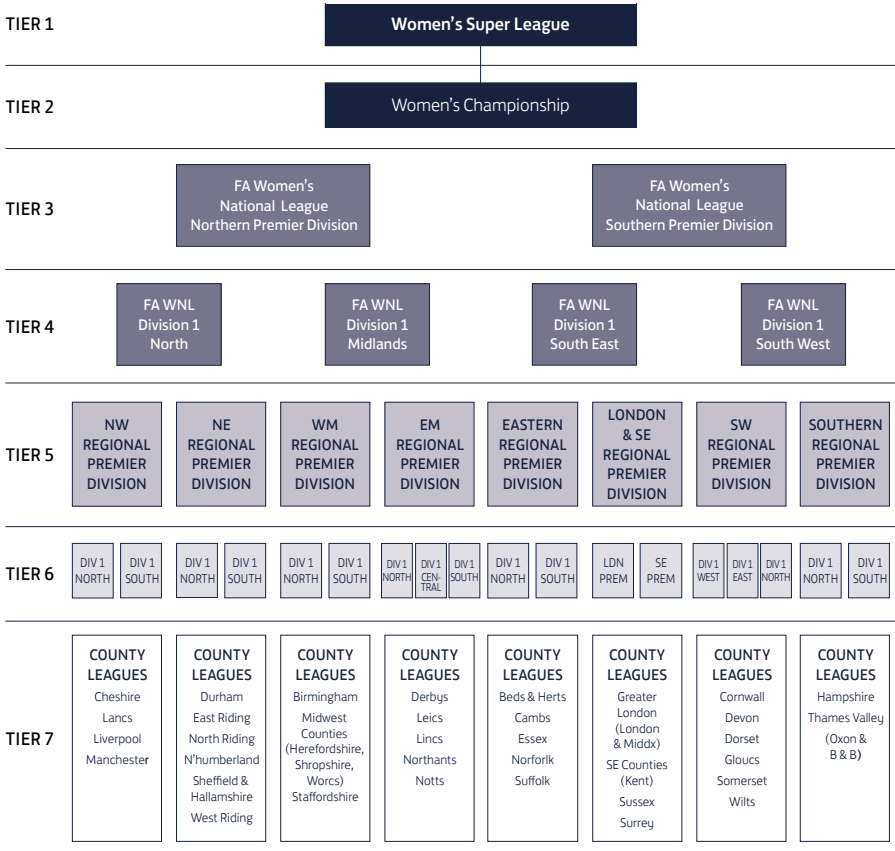 TIER 1
Women's Super League
TIER 2
Women's Championship
TIER 3
FA Women's
National League
Northern Premier Division
FA Women's
National League
Southern Premier Division
TIER 4
FA WNL
Division 1
North
FA WNL
Division 1
Midlands
FA WNL
Division 1
South East
FA WNL
Division 1
South West
TIER 5
NW
REGIONAL
PREMIER
DIVISION
NE
REGIONAL
PREMIER
DIVISION
WM
REGIONAL
PREMIER
DIVISION
EM
REGIONAL
PREMIER
DIVISION
EASTERN
REGIONAL
PREMIER
DIVISION
LONDON
& SE
REGIONAL
PREMIER
DIVISION
SW
REGIONAL
PREMIER
DIVISION
SOUTHERN
REGIONAL
PREMIER
DIVISION
TIER 6
DIV 1
NORTH
DIV 1
SOUTH
DIV 1
NORTH
DIV 1
SOUTH
DIV 1
NORTH
DIV 1
SOUTH
DIV 1
NORTH
DIV 1
CEN-
TRAL
DIV 1
SOUTH
DIV 1
NORTH
DIV 1
SOUTH
LDN
PREM
SE
PREM
DIV 1
WEST
DIV 1
EAST
DIV 1
NORTH
DIV 1
NORTH
DIV 1
SOUTH
TIER 7
COUNTY
LEAGUES
Cheshire
Lancs
Liverpool
Manchester
COUNTY
LEAGUES
Durham
East Riding
North Riding
N'humberland
Sheffield &
Hallamshire
West Riding
COUNTY
LEAGUES
Birmingham
Midwest
Counties
(Herefordshire,
Shropshire,
Worcs)
Staffordshire
COUNTY
LEAGUES
Derbys
Leics
Lincs
Northants
Notts
COUNTY
LEAGUES
Beds & Herts
Cambs
Essex
Norforlk
Suffolk
COUNTY
LEAGUES
Greater
London
(London
& Middx)
SE Counties
(Kent)
Sussex
Surrey
COUNTY
LEAGUES
Cornwall
Devon
Dorset
Gloucs
Somerset
Wilts
COUNTY
LEAGUES
Hampshire
Thames Valley
(Oxon &
B & B)